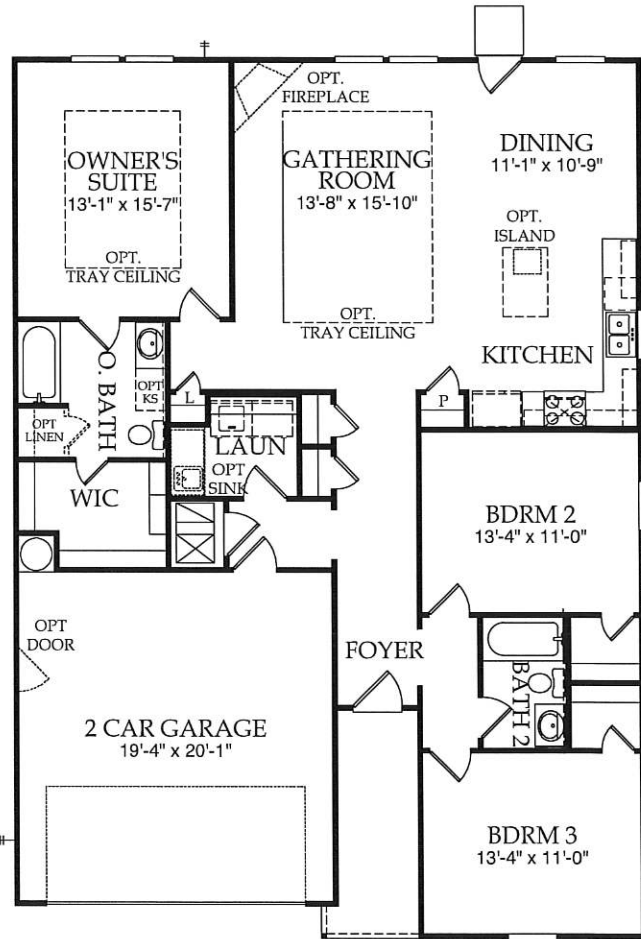 OPT.
FIREPLACE
OWNER'S
SUITE
13'-1" x 15'-7"
OPT.
TRAY CEILING
GATHERING
ROOM
13'-8" x 15'-10"
OPT.
TRAY CEILING
DINING
11'-1" x 10'-9"
OPT.
ISLAND
KITCHEN
O. BATH
OPT
KS
OPT
LINEN
L
LAUN
OPT
SINK
P
WIC
BDRM 2
13'-4" x 11'-0"
OPT
DOOR
FOYER
BATH 2
2 CAR GARAGE
19'-4" x 20'-1"
BDRM 3
13'-4" x 11'-0"